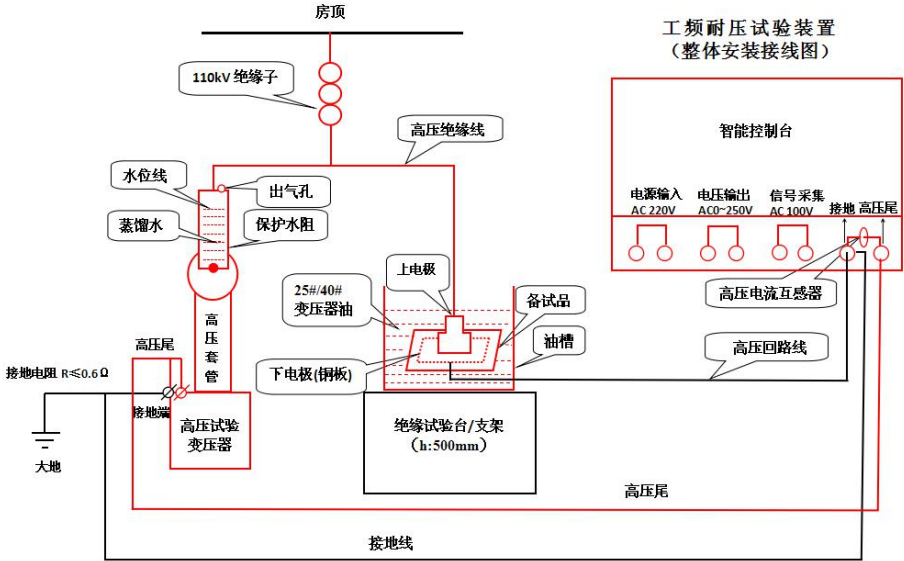 房顶
工频耐压试验装置
（整体安装接线图）
110kV 绝缘子
高压绝缘线
智能控制台
水位线
出气孔
蒸馏水
保护水阻
电源输入
AC 220V
电压输出
AC0~250V
信号采集
AC 100V
接地
高压尾
上电极
25#/40#
变压器油
备试品
高压电流互感器
高压套管
油槽
高压回路线
高压尾
下电极(铜板)
接地电阻 R≤0.6Ω
接地端
高压试验
变压器
绝缘试验台/支架
（h:500mm）
大地
高压尾
接地线